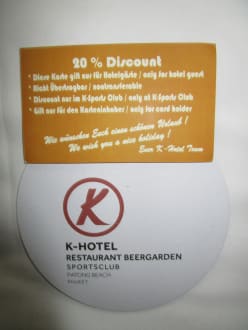 20 % Discount
* Diese Karte gilt nur für Hotelgäste / only for hotel guest
* Nicht Übertragbar / nontransferable
* Discount nur im K-Sports Club / only at K-Sports Club
* Gilt nur für den Karteninhaber / only for card holder
Wir wünschen Euch einen schönen Urlaub !
We wish you a nice holiday !
Euer K-Hotel Team
K
K-HOTEL
RESTAURANT BEERGARDEN
SPORTSCLUB
PATONG BEACH
PHUKET